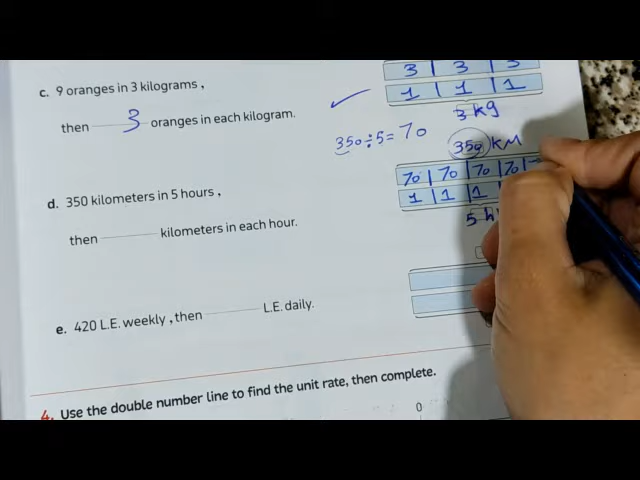 3 | 3 | 3
c. 9 oranges in 3 kilograms ,
1 | 1 | 1
3 kg
then 3 oranges in each kilogram.
350÷5= 70
350 KM
70 | 70 | 70 | 70 |
1 | 1 | 1
d. 350 kilometers in 5 hours ,
5 h
then kilometers in each hour.
e. 420 L.E. weekly , then L.E. daily.
4. Use the double number line to find the unit rate, then complete.
0